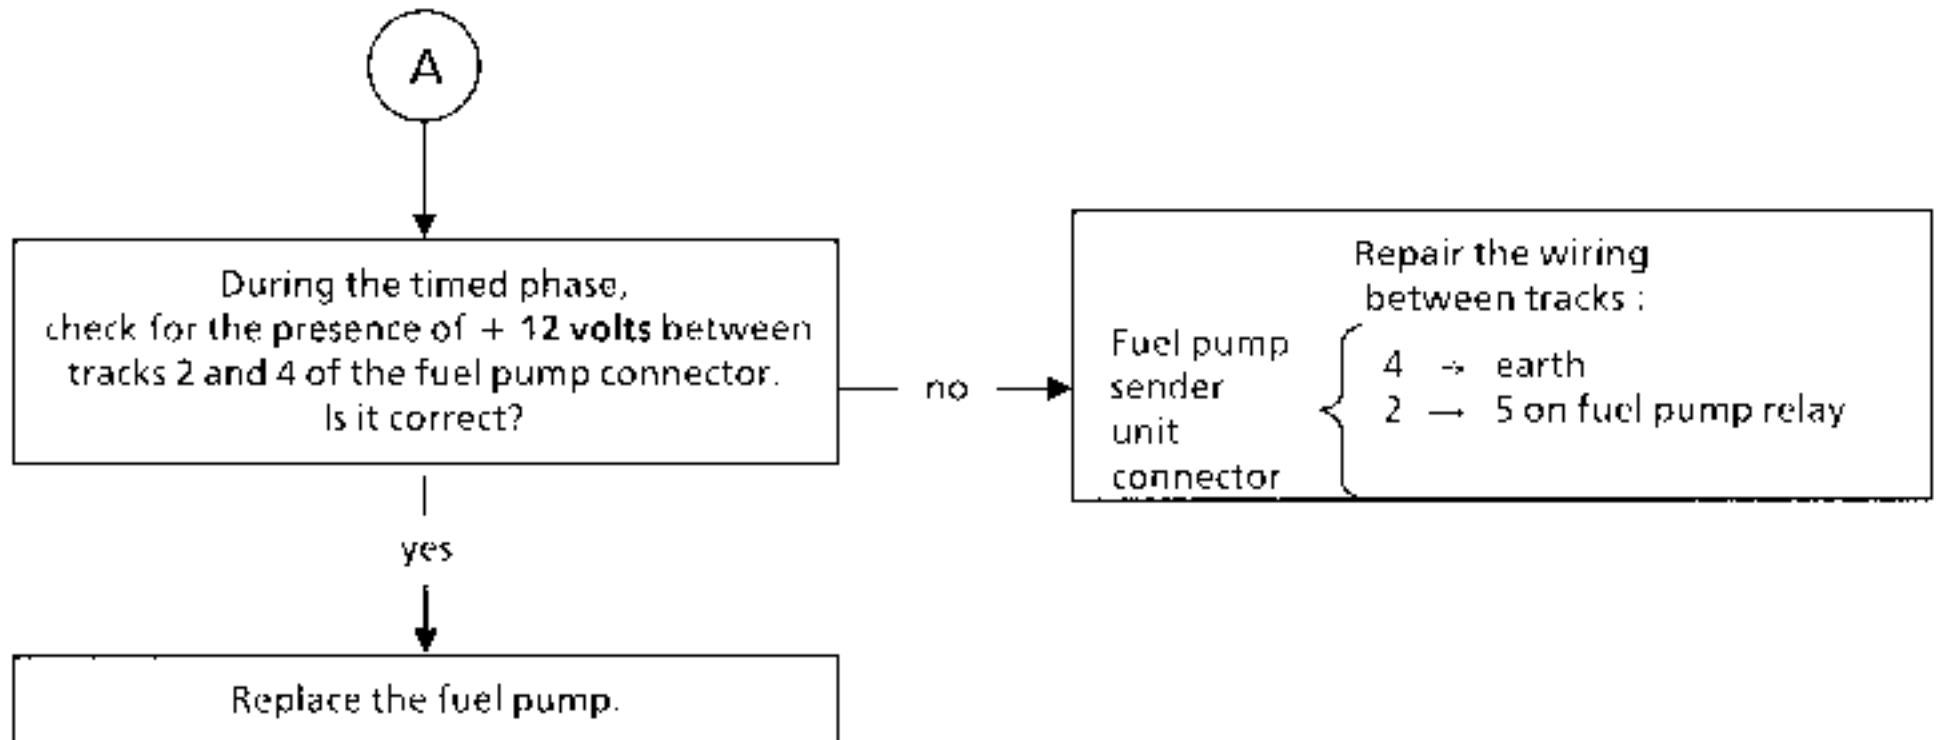 A
During the timed phase,
check for the presence of + 12 volts between
tracks 2 and 4 of the fuel pump connector.
Is it correct?
no
Repair the wiring
between tracks :
Fuel pump
sender
unit
connector
4 → earth
2 → 5 on fuel pump relay
yes
Replace the fuel pump.